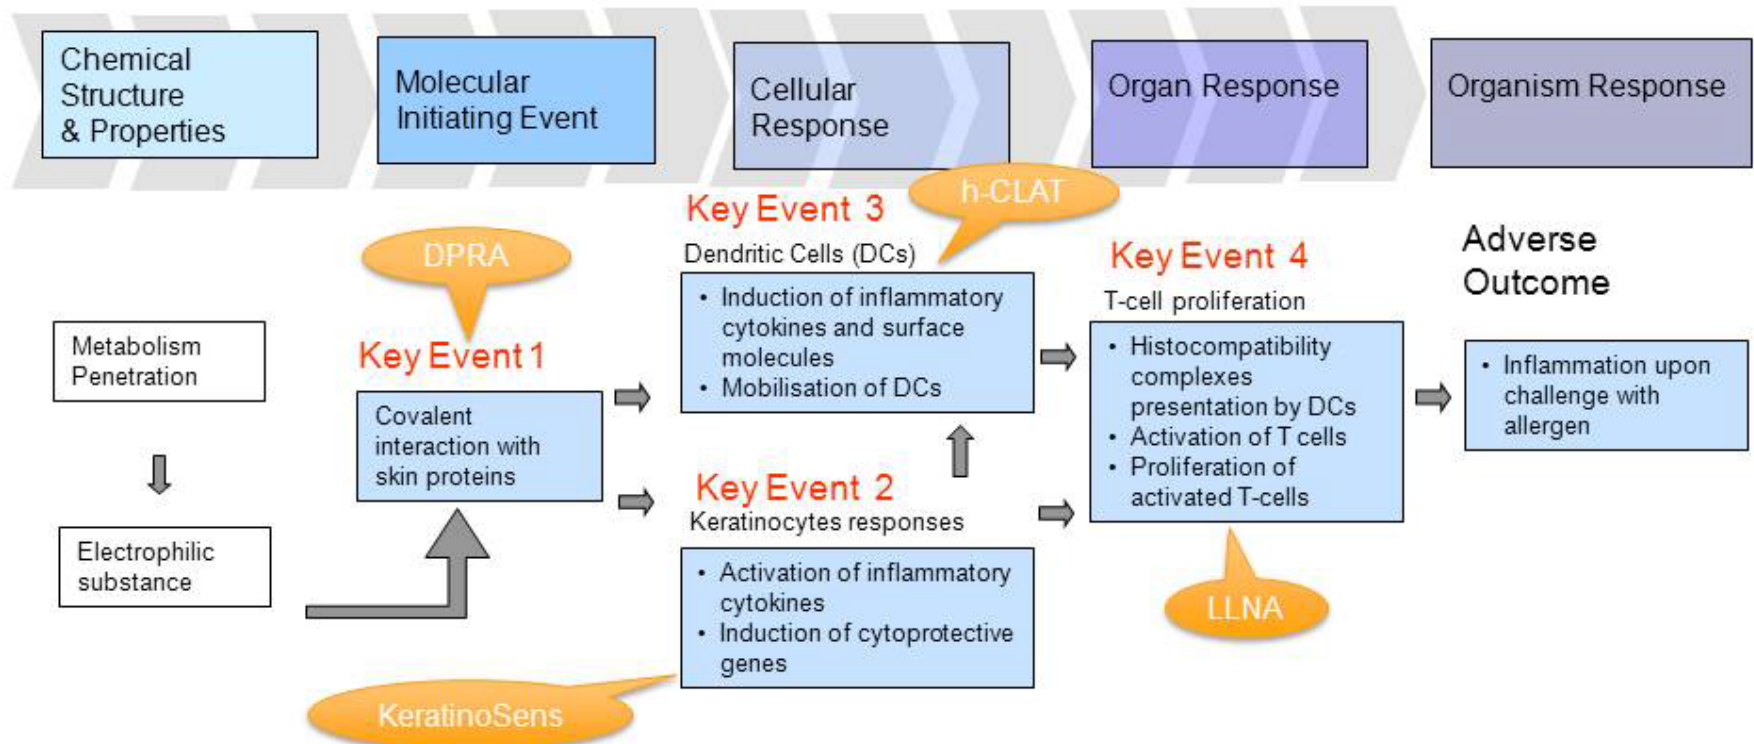 Chemical
Structure
& Properties
Molecular
Initiating Event
Cellular
Response
Organ Response
Organism Response
h-CLAT
Key Event 3
Dendritic Cells (DCs)
DPRA
Key Event 4
T-cell proliferation
Adverse
Outcome
• Induction of inflammatory
cytokines and surface
molecules
• Mobilisation of DCs
Metabolism
Penetration
Key Event 1
Covalent
interaction with
skin proteins
• Histocompatibility
complexes
presentation by DCs
• Activation of T cells
• Proliferation of
activated T-cells
• Inflammation upon
challenge with
allergen
Key Event 2
Keratinocytes responses
Electrophilic
substance
• Activation of inflammatory
cytokines
• Induction of cytoprotective
genes
LLNA
KeratinoSens